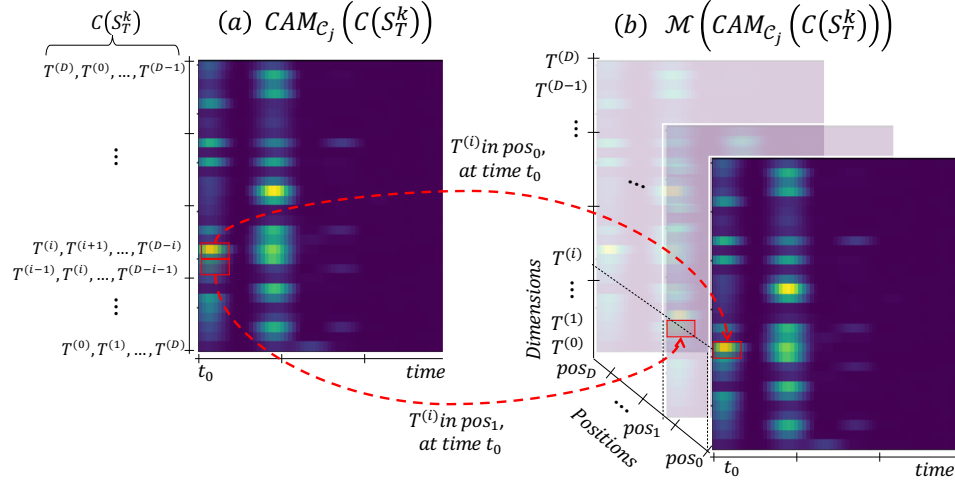 C(S_T^k)
(a) CAM_{C_j}(C(S_T^k))
(b) M(CAM_{C_j}(C(S_T^k)))
T^{(D)}, T^{(0)}, ..., T^{(D-1)}
...
T^{(i)}, T^{(i+1)}, ..., T^{(D-i)}
T^{(i-1)}, T^{(i)}, ..., T^{(D-i-1)}
...
T^{(0)}, T^{(1)}, ..., T^{(D)}
t_0
time
T^{(i)} in pos_0,
at time t_0
T^{(i)} in pos_1,
at time t_0
T^{(D)}
T^{(D-1)}
...
T^{(i)}
...
T^{(1)}
T^{(0)}
Dimensions
...
pos_D
...
pos_1
pos_0
Positions
t_0
time